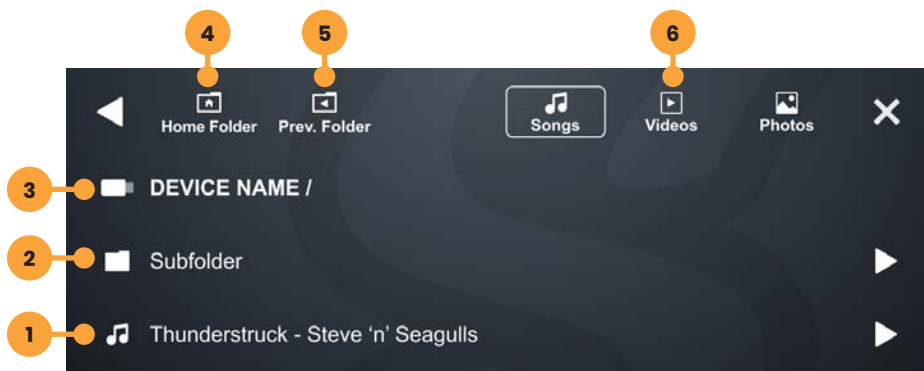 4 5 6
Home Folder Prev. Folder Songs Videos Photos
3 DEVICE NAME /
2 Subfolder
1 Thunderstruck - Steve ‘n’ Seagulls